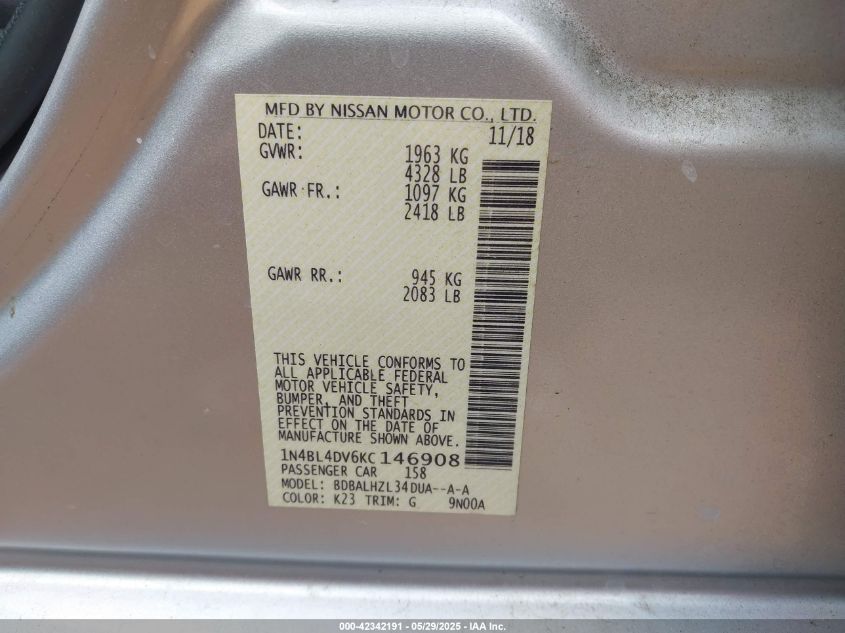 MFD BY NISSAN MOTOR CO., LTD.
DATE: 11/18
GVWR: 1963 KG
4328 LB
GAWR FR.: 1097 KG
2418 LB
GAWR RR.: 945 KG
2083 LB
THIS VEHICLE CONFORMS TO
ALL APPLICABLE FEDERAL
MOTOR VEHICLE SAFETY,
BUMPER, AND THEFT
PREVENTION STANDARDS IN
EFFECT ON THE DATE OF
MANUFACTURE SHOWN ABOVE.
1N4BL4DV6KC146908
PASSENGER CAR 158
MODEL: BDBALHZL34DUA--A-A
COLOR: K23 TRIM: G 9N00A
000-42342191 - 05/29/2025 - IAA Inc.